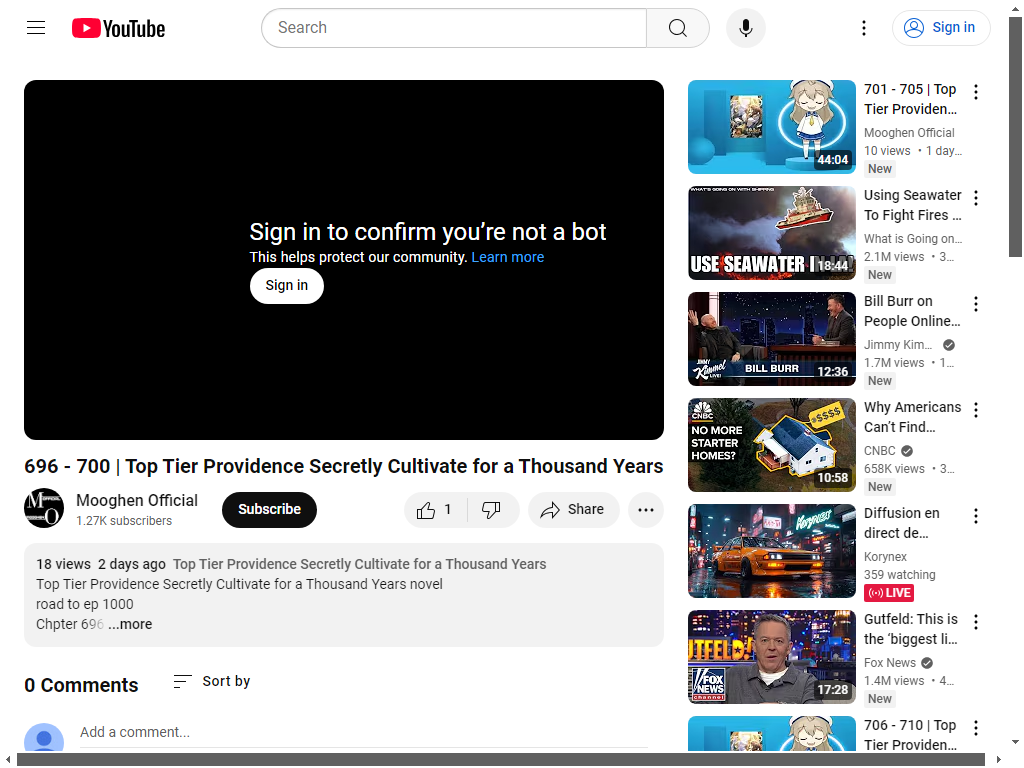 YouTube
Search
Sign in
Sign in to confirm you’re not a bot
This helps protect our community. Learn more
Sign in
696 - 700 | Top Tier Providence Secretly Cultivate for a Thousand Years
Mooghen Official
1.27K subscribers
Subscribe
1
Share
18 views 2 days ago Top Tier Providence Secretly Cultivate for a Thousand Years
Top Tier Providence Secretly Cultivate for a Thousand Years novel
road to ep 1000
Chpter 696 ...more
0 Comments
Sort by
Add a comment...
44:04
701 - 705 | Top
Tier Providen...
Mooghen Official
10 views • 1 day...
New
WHAT'S GOING ON WITH SHIPPING
USE SEAWATER
18:44
Using Seawater
To Fight Fires ...
What is Going on...
2.1M views • 3...
New
JIMMY
Kimmel
LIVE!
BILL BURR
12:36
Bill Burr on
People Online...
Jimmy Kim...
1.7M views • 1...
New
CNBC
NO MORE
STARTER
HOMES?
$$$$
10:58
Why Americans
Can’t Find...
CNBC
658K views • 3...
New
Korynex
Diffusion en
direct de...
Korynex
359 watching
LIVE
FOX
NEWS
channel
17:28
Gutfeld: This is
the ‘biggest li...
Fox News
1.4M views • 4...
New
706 - 710 | Top
Tier Providen...